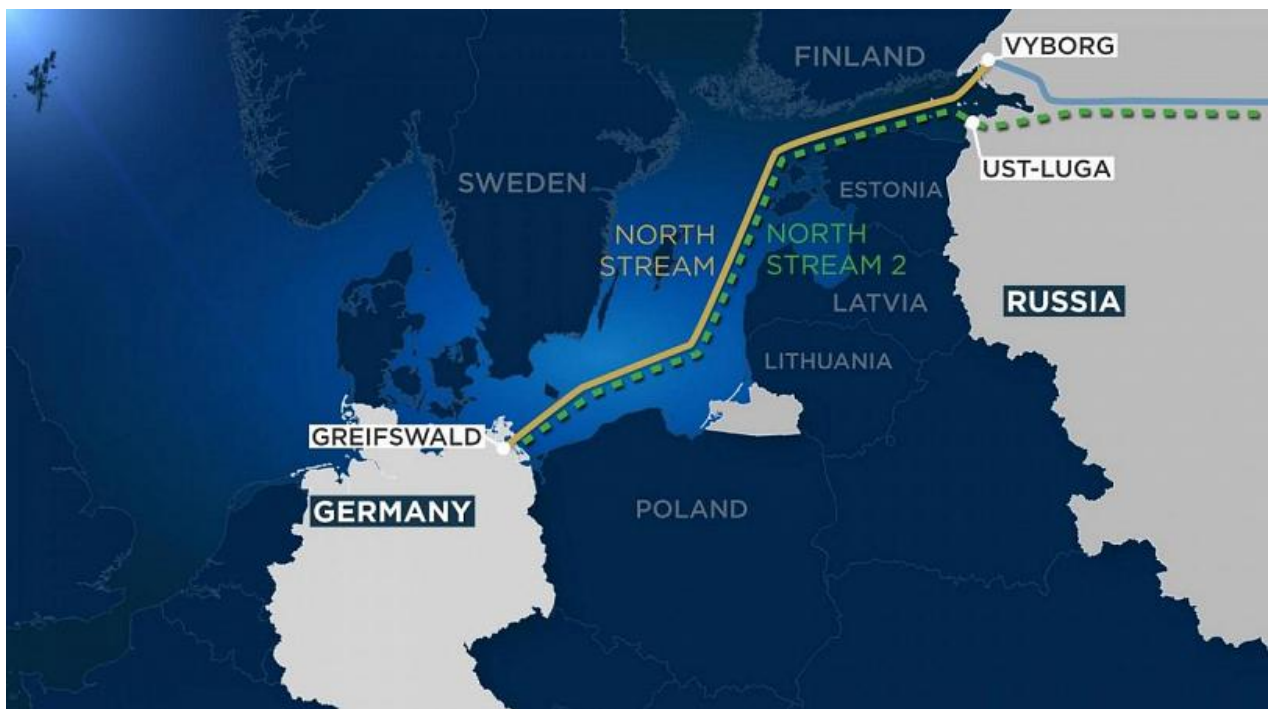 FINLAND
VYBORG
SWEDEN
UST-LUGA
ESTONIA
NORTH
STREAM
NORTH
STREAM 2
LATVIA
RUSSIA
LITHUANIA
GREIFSWALD
GERMANY
POLAND